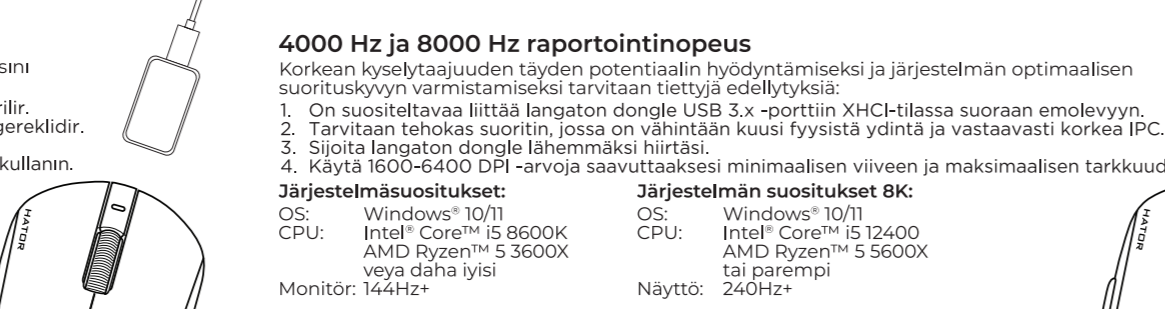 sını
rilir.
gereklidir.
kullanın.
HATOR
4000 Hz ja 8000 Hz raportointinopeus
Korkean kyselytaajuuden täyden potentiaalin hyödyntämiseksi ja järjestelmän optimaalisen
suorituskyvyn varmistamiseksi tarvitaan tiettyjä edellytyksiä:
1. On suositeltavaa liittää langaton dongle USB 3.x -porttiin XHCI-tilassa suoraan emolevyyn.
2. Tarvitaan tehokas suoritin, jossa on vähintään kuusi fyysistä ydintä ja vastaavasti korkea IPC.
3. Sijoita langaton dongle lähemmäksi hiirtäsi.
4. Käytä 1600-6400 DPI -arvoja saavuttaaksesi minimaalisen viiveen ja maksimaalisen tarkkuud
Järjestelmäsuositukset:
OS: Windows® 10/11
CPU: Intel® Core™ i5 8600K
AMD Ryzen™ 5 3600X
veya daha iyisi
Monitör: 144Hz+
Järjestelmän suositukset 8K:
OS: Windows® 10/11
CPU: Intel® Core™ i5 12400
AMD Ryzen™ 5 5600X
tai parempi
Näyttö: 240Hz+
HATOR